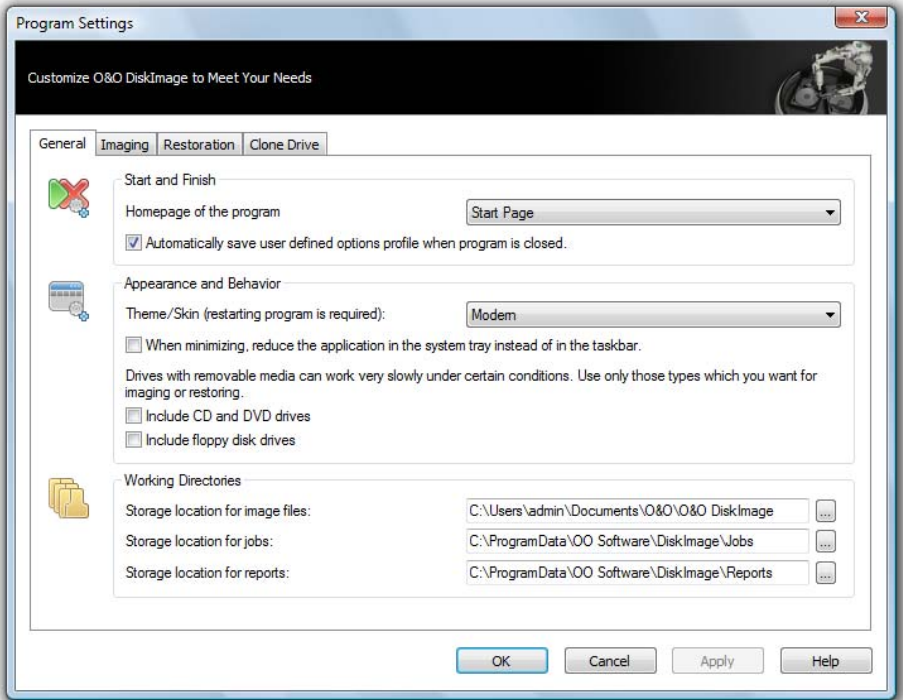 Program Settings
Customize O&O DiskImage to Meet Your Needs
General Imaging Restoration Clone Drive
Start and Finish
Homepage of the program Start Page
Automatically save user defined options profile when program is closed.
Appearance and Behavior
Theme/Skin (restarting program is required): Modern
When minimizing, reduce the application in the system tray instead of in the taskbar.
Drives with removable media can work very slowly under certain conditions. Use only those types which you want for
imaging or restoring.
Include CD and DVD drives
Include floppy disk drives
Working Directories
Storage location for image files: C:\Users\admin\Documents\O&O\O&O DiskImage ...
Storage location for jobs: C:\ProgramData\OO Software\DiskImage\Jobs ...
Storage location for reports: C:\ProgramData\OO Software\DiskImage\Reports ...
OK Cancel Apply Help